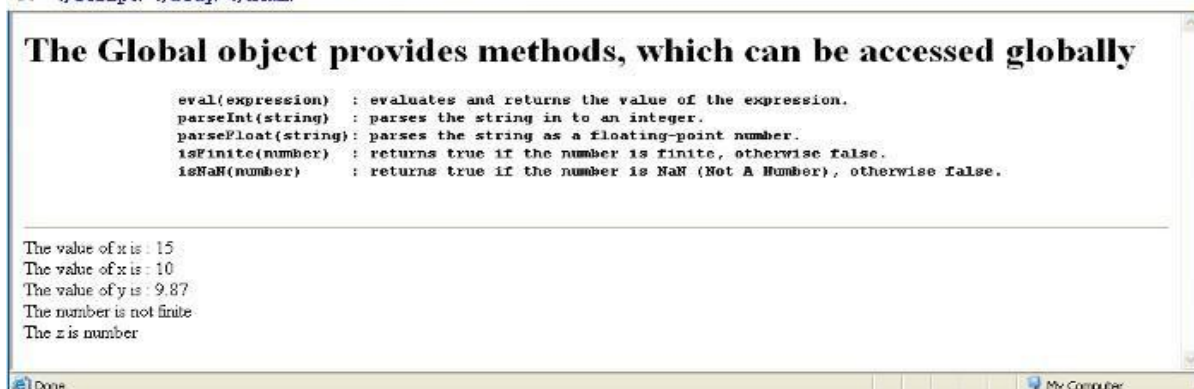 The Global object provides methods, which can be accessed globally
eval(expression) : evaluates and returns the value of the expression.
parseInt(string) : parses the string in to an integer.
parseFloat(string): parses the string as a floating-point number.
isFinite(number) : returns true if the number is finite, otherwise false.
isNaN(number) : returns true if the number is NaN (Not A Number), otherwise false.
The value of x is : 15
The value of x is : 10
The value of y is : 9.87
The number is not finite
The z is number
Done My Computer